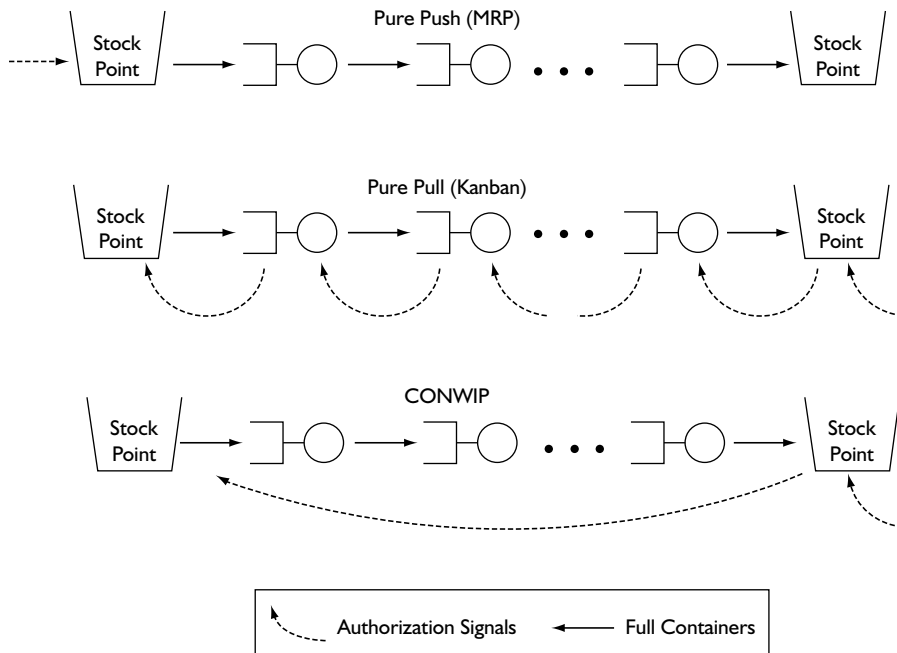 Pure Push (MRP)
Stock
Point
Stock
Point
Pure Pull (Kanban)
Stock
Point
Stock
Point
CONWIP
Stock
Point
Stock
Point
Authorization Signals
Full Containers